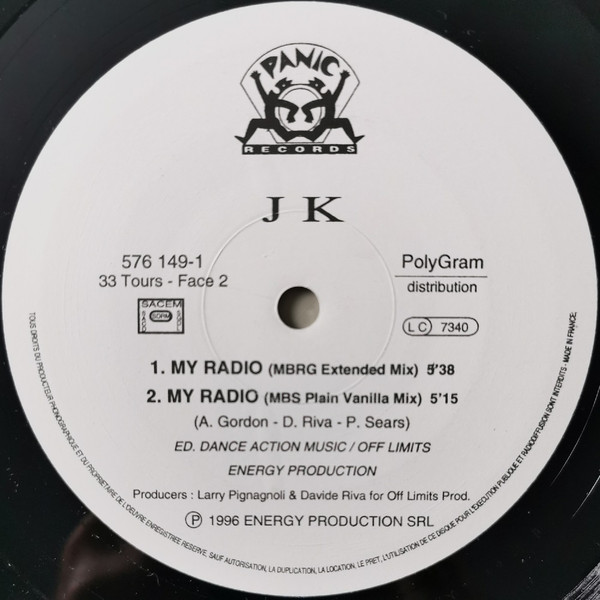 PANIC
RECORDS
J K
576 149-1
33 Tours - Face 2
PolyGram
distribution
SACEM
SDRM
SACD
SGDL
LC 7340
1. MY RADIO (MBRG Extended Mix) 5'38
2. MY RADIO (MBS Plain Vanilla Mix) 5'15
(A. Gordon - D. Riva - P. Sears)
ED. DANCE ACTION MUSIC / OFF LIMITS
ENERGY PRODUCTION
Producers : Larry Pignagnoli & Davide Riva for Off Limits Prod.
℗ 1996 ENERGY PRODUCTION SRL
TOUS DROITS DU PRODUCTEUR PHONOGRAPHIQUE ET DU PROPRIETAIRE DE L'OEUVRE ENREGISTREE RESERVE. SAUF AUTORISATION, LA DUPLICATION, LA LOCATION, LE PRET, L'UTILISATION DE CE DISQUE POUR L'EXECUTION PUBLIQUE ET RADIODIFFUSION SONT INTERDITS - MADE IN FRANCE